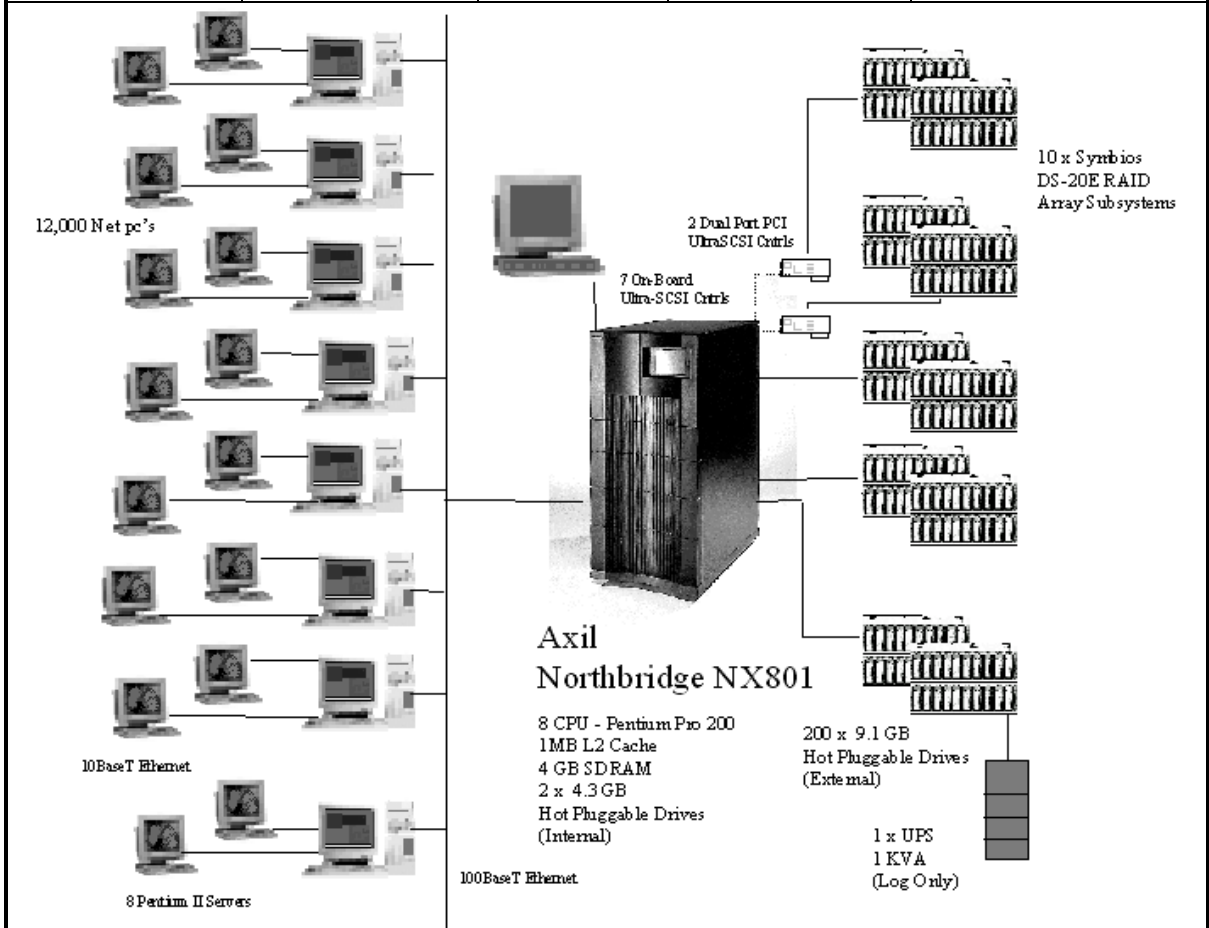 12,000 Net pc's
10BaseT Ethernet
8 Pentium II Servers
100BaseT Ethernet
7 On-Board
Ultra-SCSI Cntrls
2 Dual Port PCI
UltraSCSI Cntrls
10 x Symbios
DS-20E RAID
Array Subsystems
Axil
Northbridge NX801
8 CPU - Pentium Pro 200
1MB L2 Cache
4 GB SDRAM
2 x 4.3 GB
Hot Pluggable Drives
(Internal)
200 x 9.1 GB
Hot Pluggable Drives
(External)
1 x UPS
1 KVA
(Log Only)